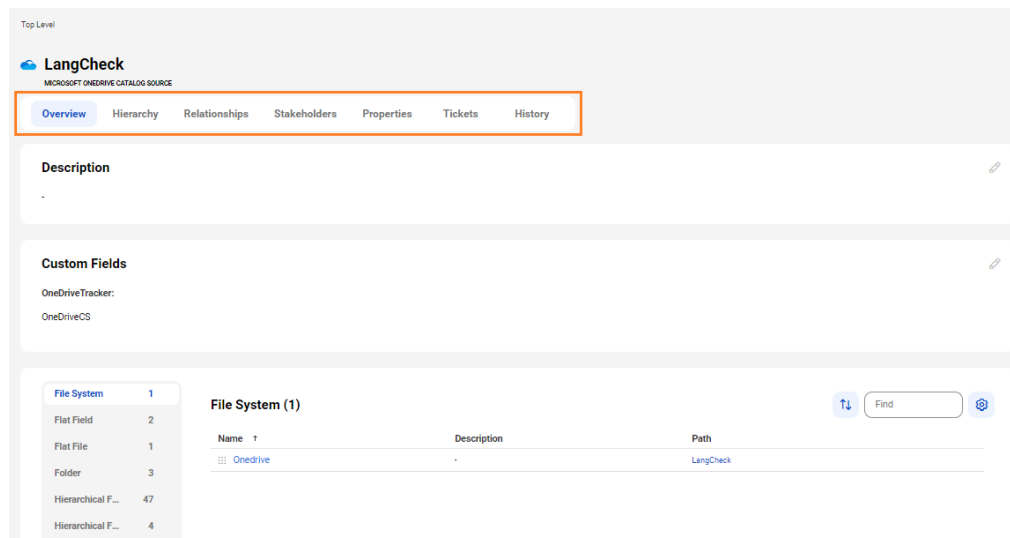 Top Level
LangCheck
MICROSOFT ONEDRIVE CATALOG SOURCE
Overview Hierarchy Relationships Stakeholders Properties Tickets History
Description
-
Custom Fields
OneDriveTracker:
OneDriveCS
File System 1
Flat Field 2
Flat File 1
Folder 3
Hierarchical F... 47
Hierarchical F... 4
File System (1)
Find
Name ↑ Description Path
Onedrive - LangCheck